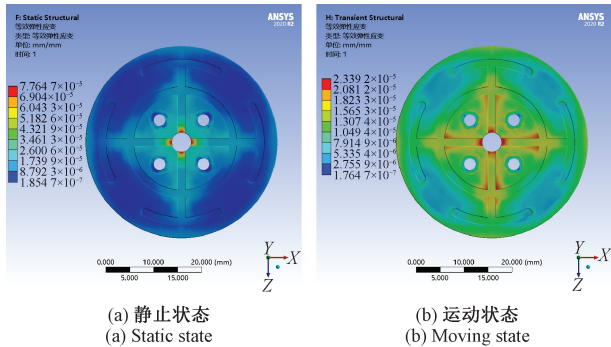 F: Static Structural
等效弹性应变
类型: 等效弹性应变
单位: mm/mm
时间: 1
ANSYS
2020 R2
7.764 7×10⁻⁵
6.904×10⁻⁵
6.043 3×10⁻⁵
5.182 6×10⁻⁵
4.321 9×10⁻⁵
3.461 3×10⁻⁵
2.600 6×10⁻⁵
1.739 9×10⁻⁵
8.792 3×10⁻⁶
1.854 7×10⁻⁷
0.000 10.000 20.000 (mm)
5.000 15.000
Y
X
Z
(a) 静止状态
(a) Static state
H: Transient Structural
等效弹性应变
类型: 等效弹性应变
单位: mm/mm
时间: 1
ANSYS
2020 R2
2.339 2×10⁻⁵
2.081 2×10⁻⁵
1.823 3×10⁻⁵
1.565 3×10⁻⁵
1.307 4×10⁻⁵
1.049 4×10⁻⁵
7.914 9×10⁻⁶
5.335 4×10⁻⁶
2.755 9×10⁻⁶
1.764 7×10⁻⁷
0.000 10.000 20.000 (mm)
5.000 15.000
Y
X
Z
(b) 运动状态
(b) Moving state